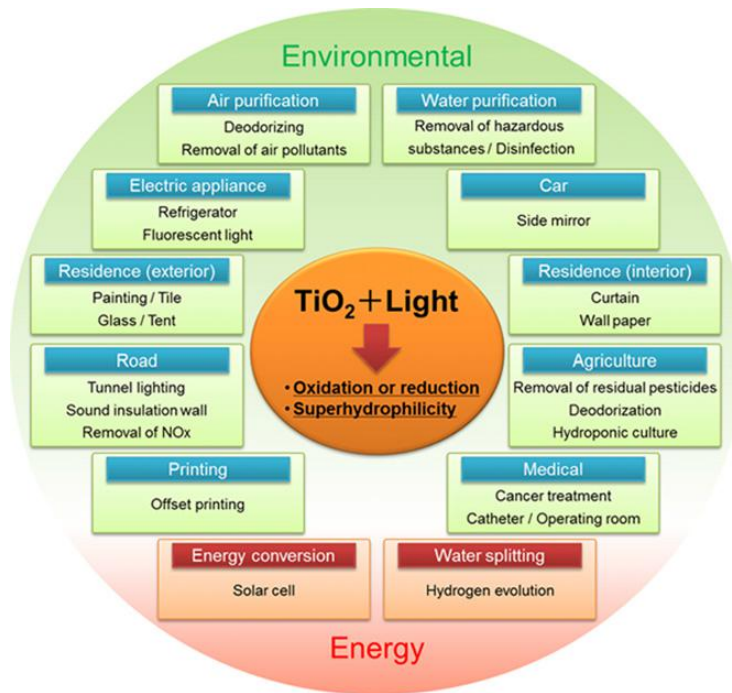 Environmental
Air purification
Deodorizing
Removal of air pollutants
Water purification
Removal of hazardous
substances / Disinfection
Electric appliance
Refrigerator
Fluorescent light
Car
Side mirror
Residence (exterior)
Painting / Tile
Glass / Tent
TiO₂＋Light
・Oxidation or reduction
・Superhydrophilicity
Residence (interior)
Curtain
Wall paper
Road
Tunnel lighting
Sound insulation wall
Removal of NOx
Agriculture
Removal of residual pesticides
Deodorization
Hydroponic culture
Printing
Offset printing
Medical
Cancer treatment
Catheter / Operating room
Energy conversion
Solar cell
Water splitting
Hydrogen evolution
Energy